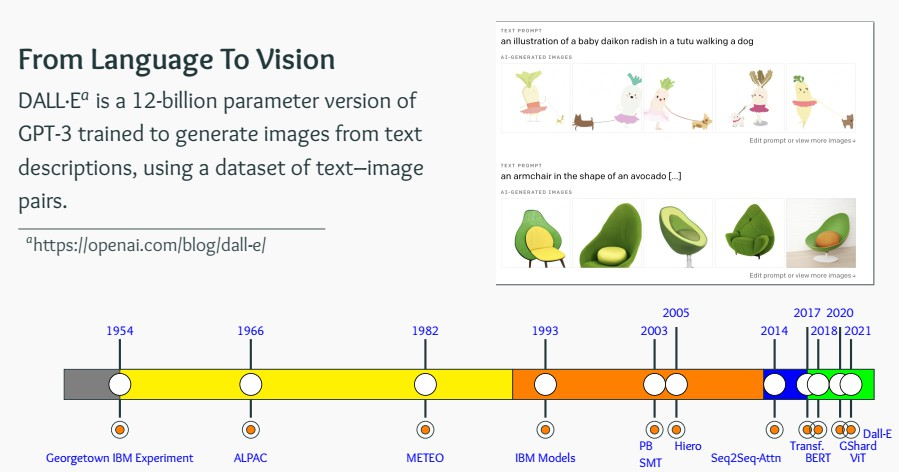 From Language To Vision
DALL·Eᵃ is a 12-billion parameter version of
GPT-3 trained to generate images from text
descriptions, using a dataset of text–image
pairs.
ᵃhttps://openai.com/blog/dall-e/
TEXT PROMPT
an illustration of a baby daikon radish in a tutu walking a dog
AI-GENERATED IMAGES
Edit prompt or view more images↓
TEXT PROMPT
an armchair in the shape of an avocado [...]
AI-GENERATED IMAGES
Edit prompt or view more images↓
2005 2017 2020
1954 1966 1982 1993 2003 2014 2018 2021
Dall-E
PB Hiero Transf. GShard
Georgetown IBM Experiment ALPAC METEO IBM Models SMT Seq2Seq-Attn BERT ViT